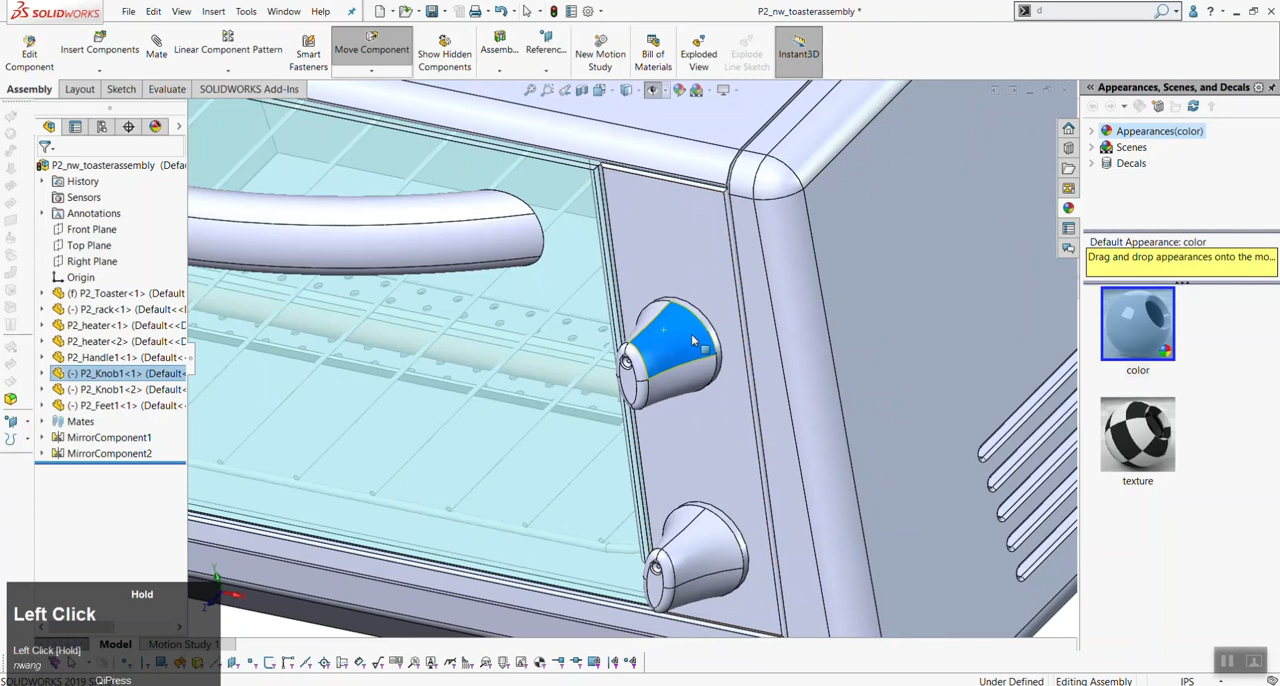 SOLIDWORKS
File Edit View Insert Tools Window Help
P2_nw_toasterassembly *
d
Edit Component
Insert Components
Mate
Linear Component Pattern
Smart Fasteners
Move Component
Show Hidden Components
Assemb...
Referenc...
New Motion Study
Bill of Materials
Exploded View
Explode Line Sketch
Instant3D
Assembly Layout Sketch Evaluate SOLIDWORKS Add-Ins
Appearances, Scenes, and Decals
P2_nw_toasterassembly (Defau
History
Sensors
Annotations
Front Plane
Top Plane
Right Plane
Origin
(f) P2_Toaster<1> (Default
(-) P2_rack<1> (Default<<
P2_heater<1> (Default<<D
P2_heater<2> (Default<<D
P2_Handle1<1> (Default<
(-) P2_Knob1<1> (Default<
(-) P2_Knob1<2> (Default<
(-) P2_Feet1<1> (Default<
Mates
MirrorComponent1
MirrorComponent2
Appearances(color)
Scenes
Decals
Default Appearance: color
Drag and drop appearances onto the mo...
color
texture
Hold
Left Click
Left Click [Hold]
nwang
QiPress
Model Motion Study 1
SOLIDWORKS 2019 S
Under Defined Editing Assembly IPS